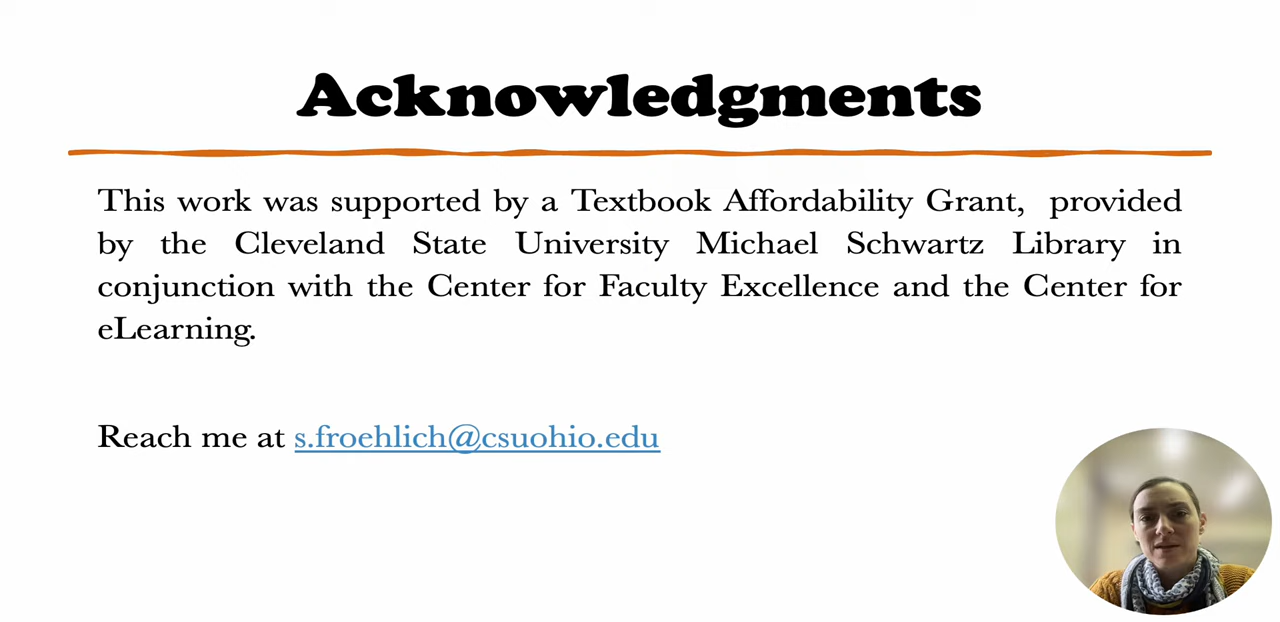 Acknowledgments
This work was supported by a Textbook Affordability Grant, provided
by the Cleveland State University Michael Schwartz Library in
conjunction with the Center for Faculty Excellence and the Center for
eLearning.
Reach me at s.froehlich@csuohio.edu